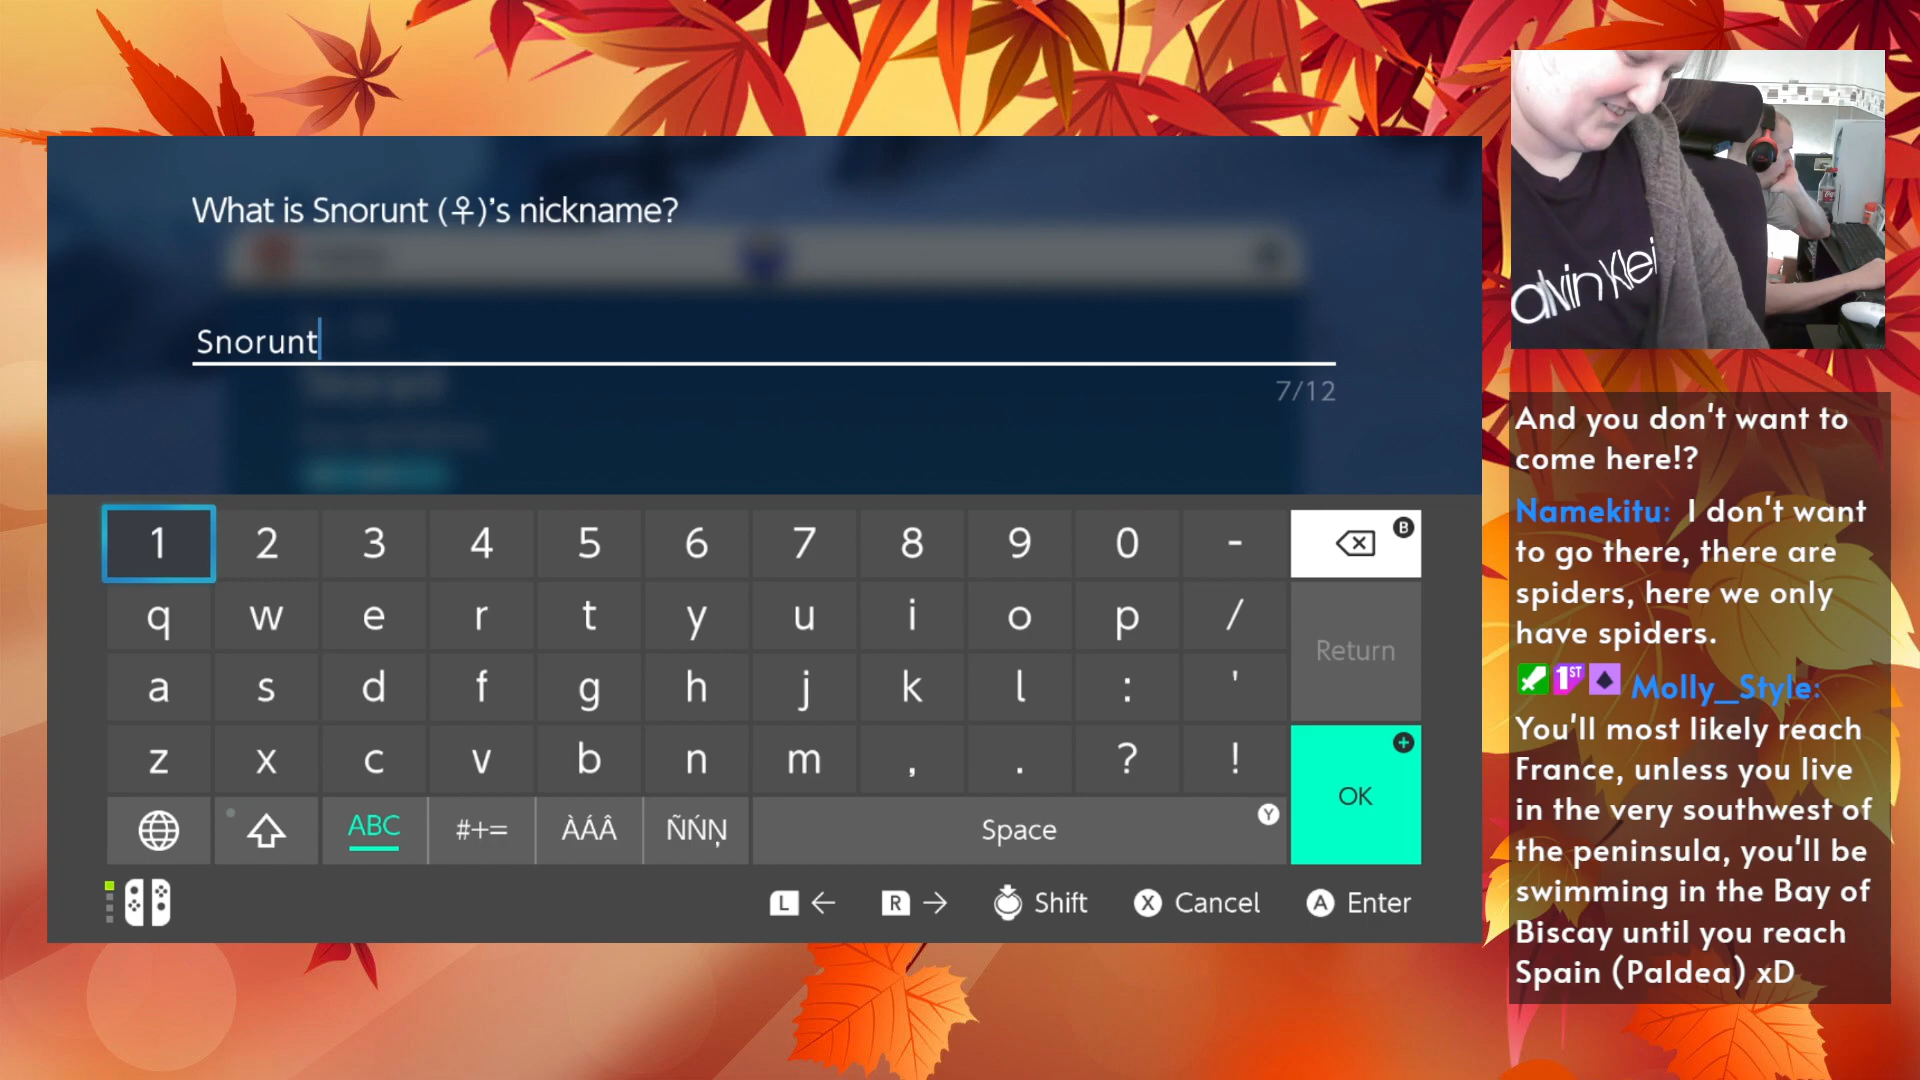 What is Snorunt (♀)'s nickname?
Snorunt
7/12
1 2 3 4 5 6 7 8 9 0 -
B
q w e r t y u i o p /
Return
a s d f g h j k l : '
z x c v b n m , . ? !
+
OK
ABC #+= ÀÁÂ ÑŃŅ Space Y
L ← R → Shift X Cancel A Enter
alvin Klei
And you don't want to
come here!?
Namekitu: I don't want
to go there, there are
spiders, here we only
have spiders.
1ST Molly__Style:
You'll most likely reach
France, unless you live
in the very southwest of
the peninsula, you'll be
swimming in the Bay of
Biscay until you reach
Spain (Paldea) xD